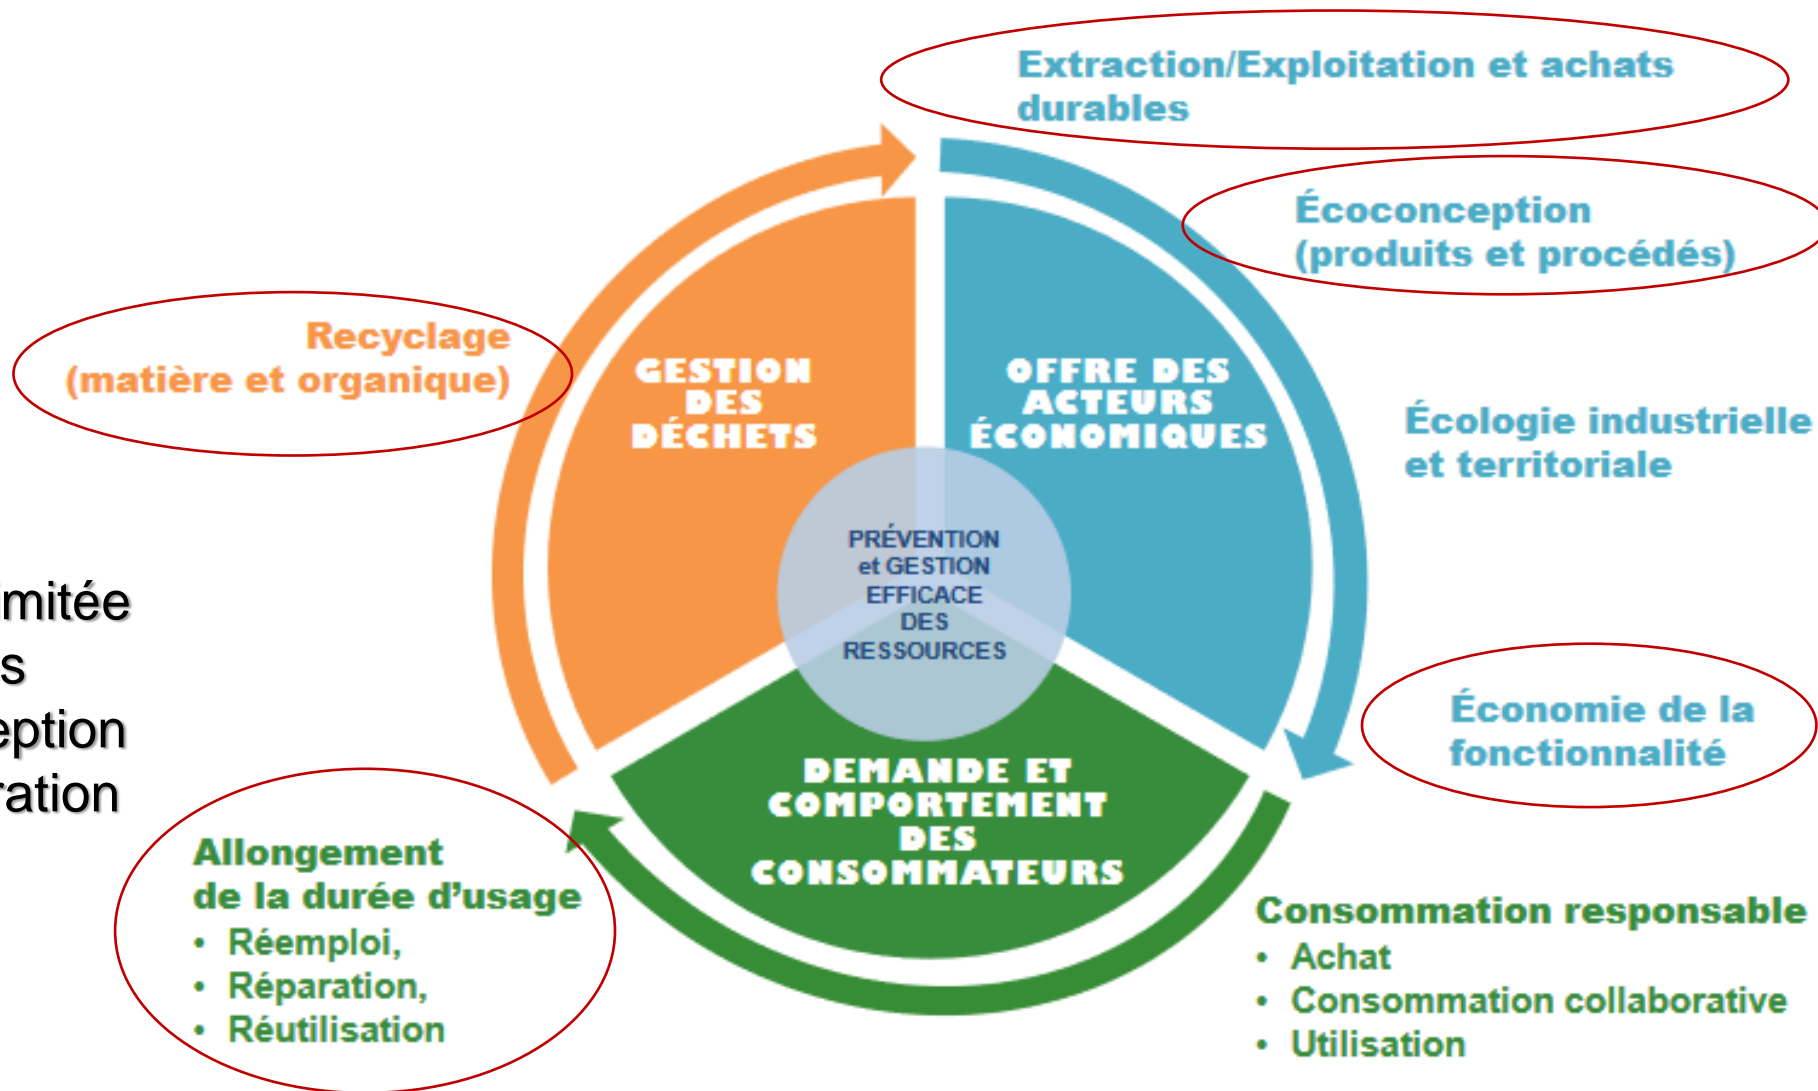 Extraction/Exploitation et achats
durables
Écoconception
(produits et procédés)
Recyclage
(matière et organique)
GESTION
DES
DÉCHETS
OFFRE DES
ACTEURS
ÉCONOMIQUES
Écologie industrielle
et territoriale
PRÉVENTION
et GESTION
EFFICACE
DES
RESSOURCES
Économie de la
fonctionnalité
DEMANDE ET
COMPORTEMENT
DES
CONSOMMATEURS
Allongement
de la durée d'usage
• Réemploi,
• Réparation,
• Réutilisation
Consommation responsable
• Achat
• Consommation collaborative
• Utilisation